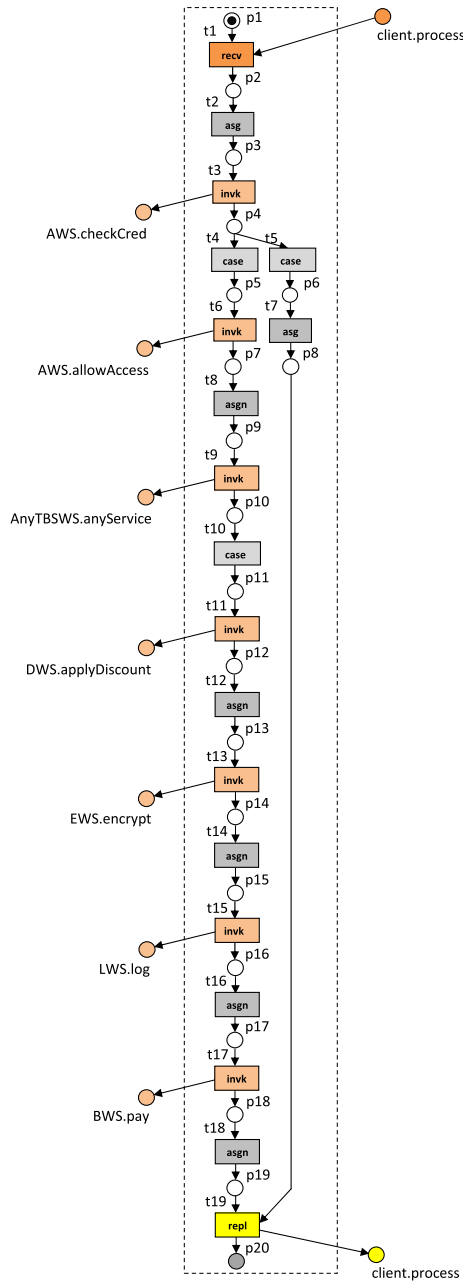 p1
t1
client.process
recv
p2
t2
asg
p3
t3
invk
AWS.checkCred
p4
t4
t5
case
case
p5
p6
t6
t7
invk
asg
AWS.allowAccess
p7
p8
t8
asgn
p9
t9
invk
AnyTBSWS.anyService
p10
t10
case
p11
t11
invk
DWS.applyDiscount
p12
t12
asgn
p13
t13
invk
EWS.encrypt
p14
t14
asgn
p15
t15
invk
LWS.log
p16
t16
asgn
p17
t17
invk
BWS.pay
p18
t18
asgn
p19
t19
repl
p20
client.process